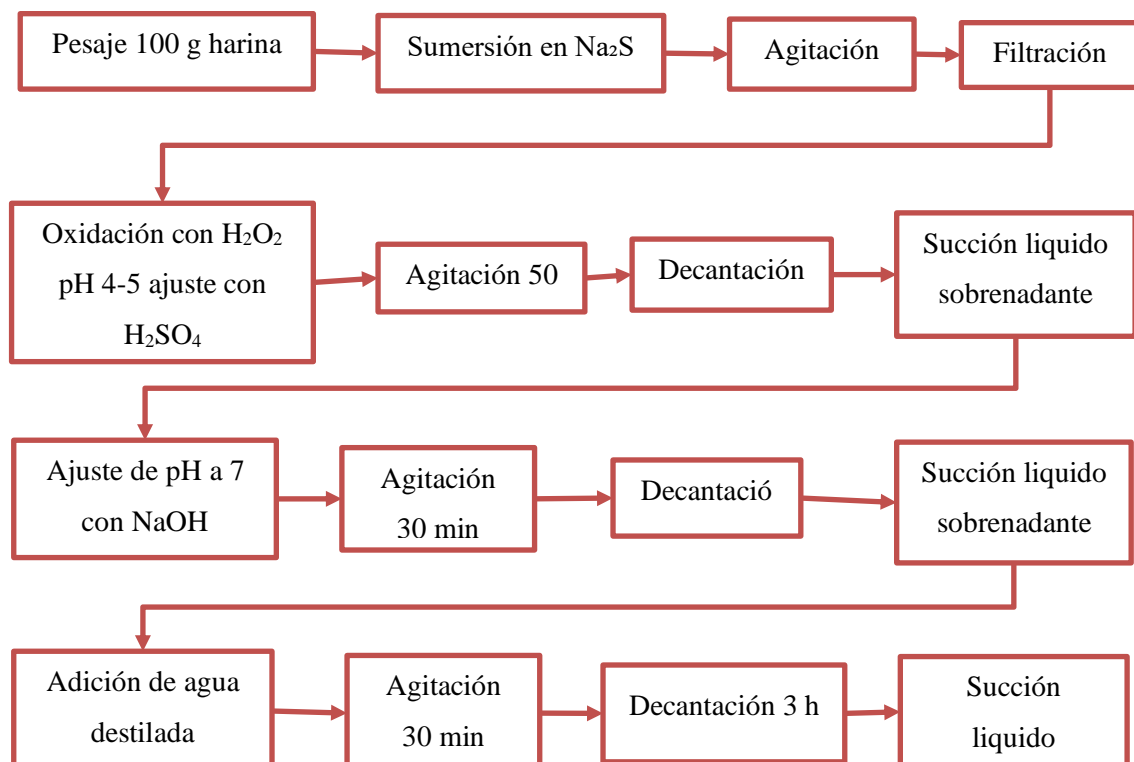 Pesaje 100 g harina
Sumersión en Na₂S
Agitación
Filtración
Oxidación con H₂O₂
pH 4-5 ajuste con
H₂SO₄
Agitación 50
Decantación
Succión liquido
sobrenadante
Ajuste de pH a 7
con NaOH
Agitación
30 min
Decantació
Succión liquido
sobrenadante
Adición de agua
destilada
Agitación
30 min
Decantación 3 h
Succión
liquido